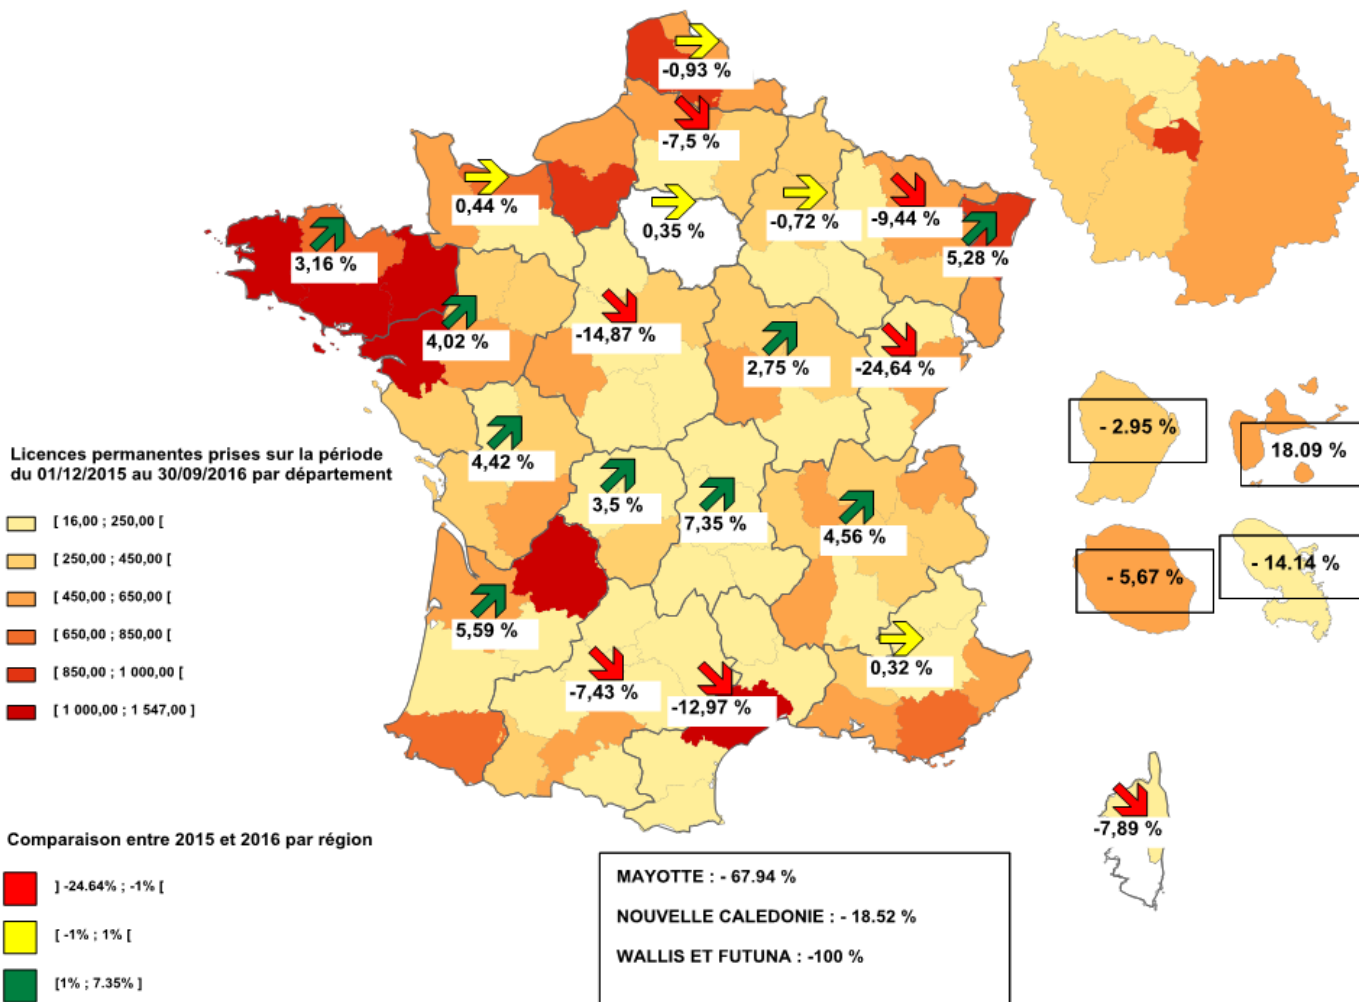 -0,93 %
-7,5 %
0,44 %
0,35 %
-0,72 %
-9,44 %
5,28 %
3,16 %
4,02 %
-14,87 %
2,75 %
-24,64 %
4,42 %
3,5 %
7,35 %
4,56 %
5,59 %
-7,43 %
-12,97 %
0,32 %
- 2.95 %
18.09 %
- 5,67 %
- 14.14 %
-7,89 %
Licences permanentes prises sur la période
du 01/12/2015 au 30/09/2016 par département
[ 16,00 ; 250,00 [
[ 250,00 ; 450,00 [
[ 450,00 ; 650,00 [
[ 650,00 ; 850,00 [
[ 850,00 ; 1 000,00 [
[ 1 000,00 ; 1 547,00 ]
Comparaison entre 2015 et 2016 par région
] -24.64% ; -1% [
[ -1% ; 1% [
[1% ; 7.35% ]
MAYOTTE : - 67.94 %
NOUVELLE CALEDONIE : - 18.52 %
WALLIS ET FUTUNA : -100 %